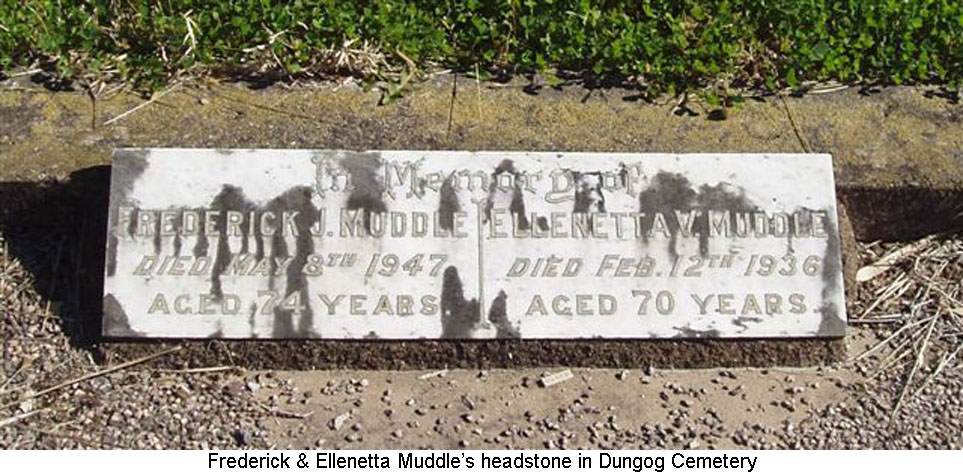 In Memory of
FREDERICK J. MUDDLE
DIED MAY 8TH 1947
AGED 74 YEARS
ELLENETTA V. MUDDLE
DIED FEB. 12TH 1936
AGED 70 YEARS
Frederick & Ellenetta Muddle's headstone in Dungog Cemetery